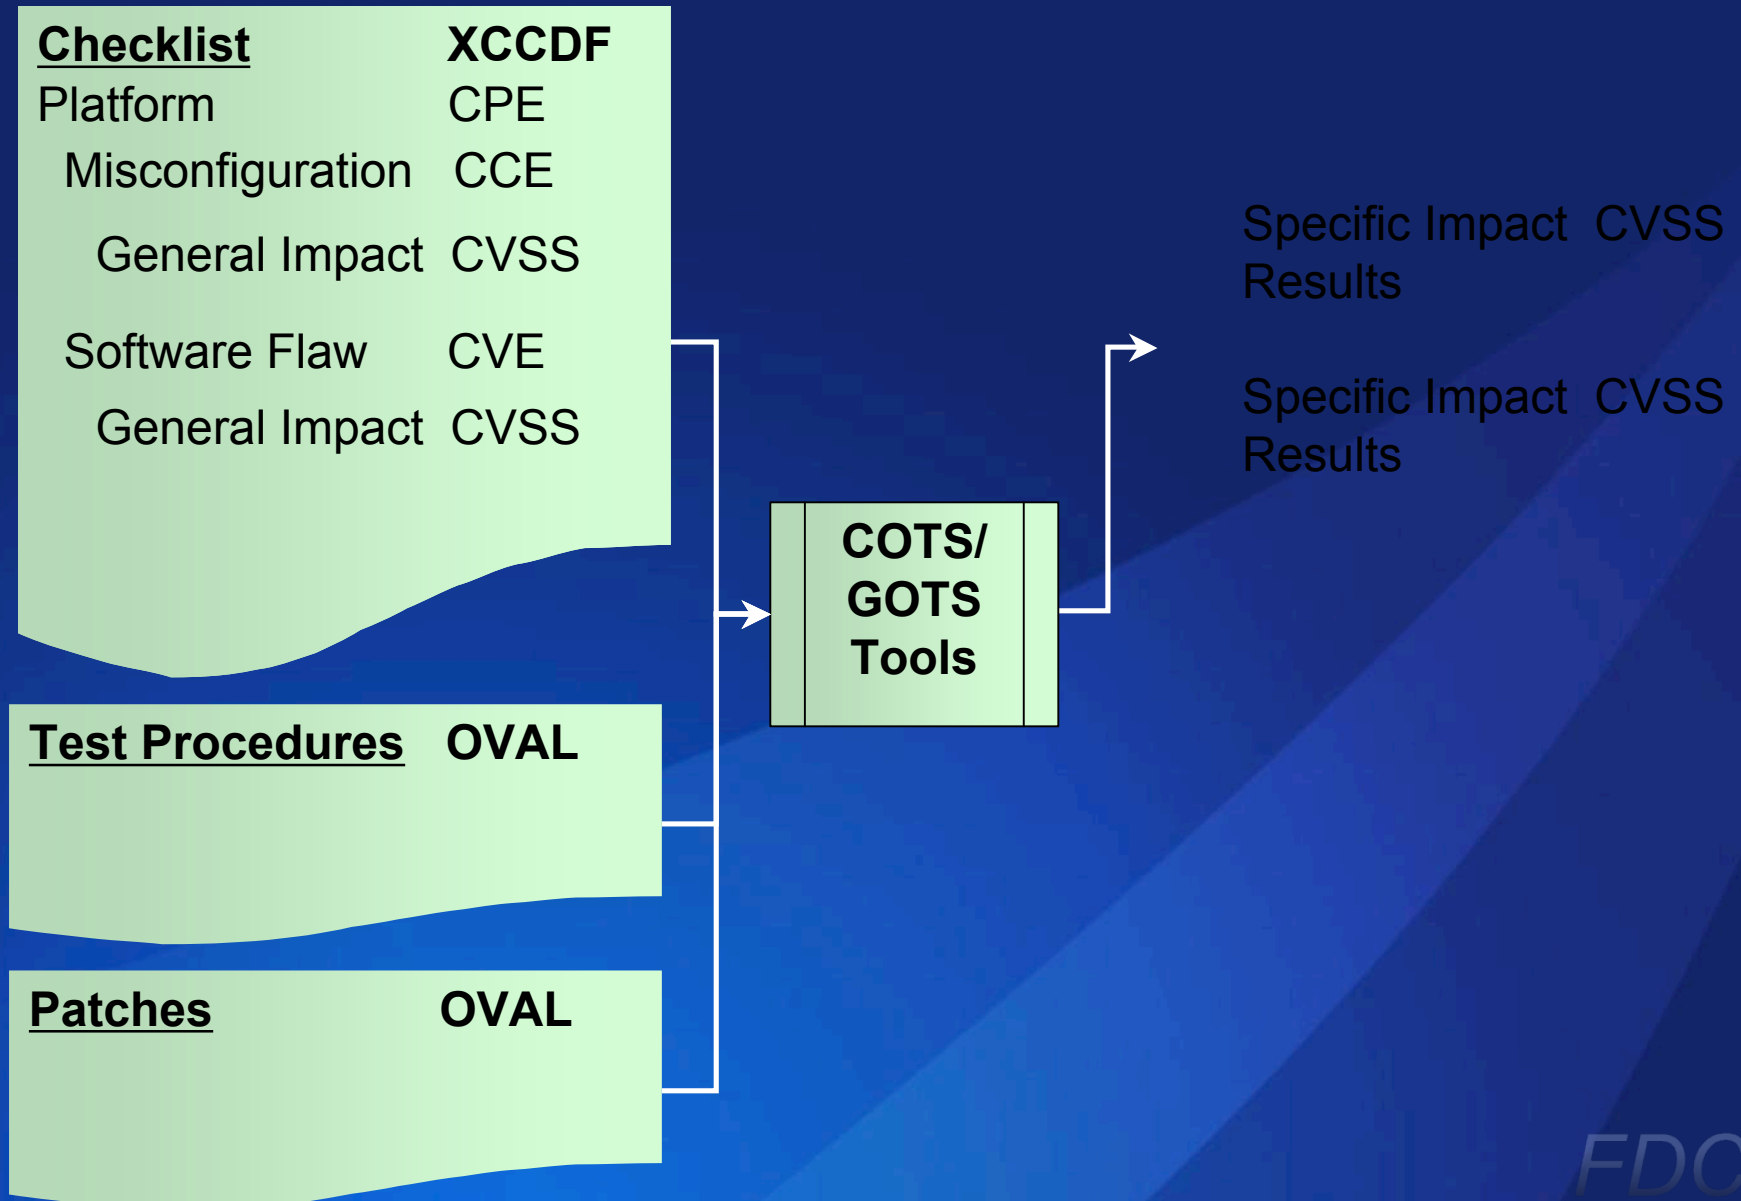 Checklist XCCDF
Platform CPE
Misconfiguration CCE
General Impact CVSS
Software Flaw CVE
General Impact CVSS
Test Procedures OVAL
Patches OVAL
COTS/
GOTS
Tools
Specific Impact CVSS
Results
Specific Impact CVSS
Results
FDC